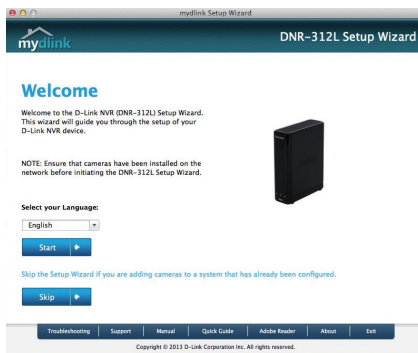 mydlink Setup Wizard
mydlink
DNR-312L Setup Wizard
Welcome
Welcome to the D-Link NVR (DNR-312L) Setup Wizard.
This wizard will guide you through the setup of your
D-Link NVR device.
NOTE: Ensure that cameras have been installed on the
network before initiating the DNR-312L Setup Wizard.
Select your Language:
English
Start
Skip the Setup Wizard if you are adding cameras to a system that has already been configured.
Skip
Troubleshooting Support Manual Quick Guide Adobe Reader About Exit
Copyright © 2013 D-Link Corporation Inc. All rights reserved.